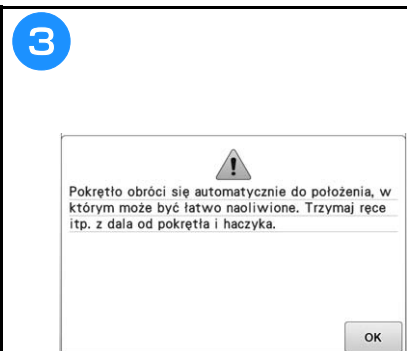 3
Pokrętło obróci się automatycznie do położenia, w
którym może być łatwo naoliwione. Trzymaj ręce
itp. z dala od pokrętła i haczyka.
OK